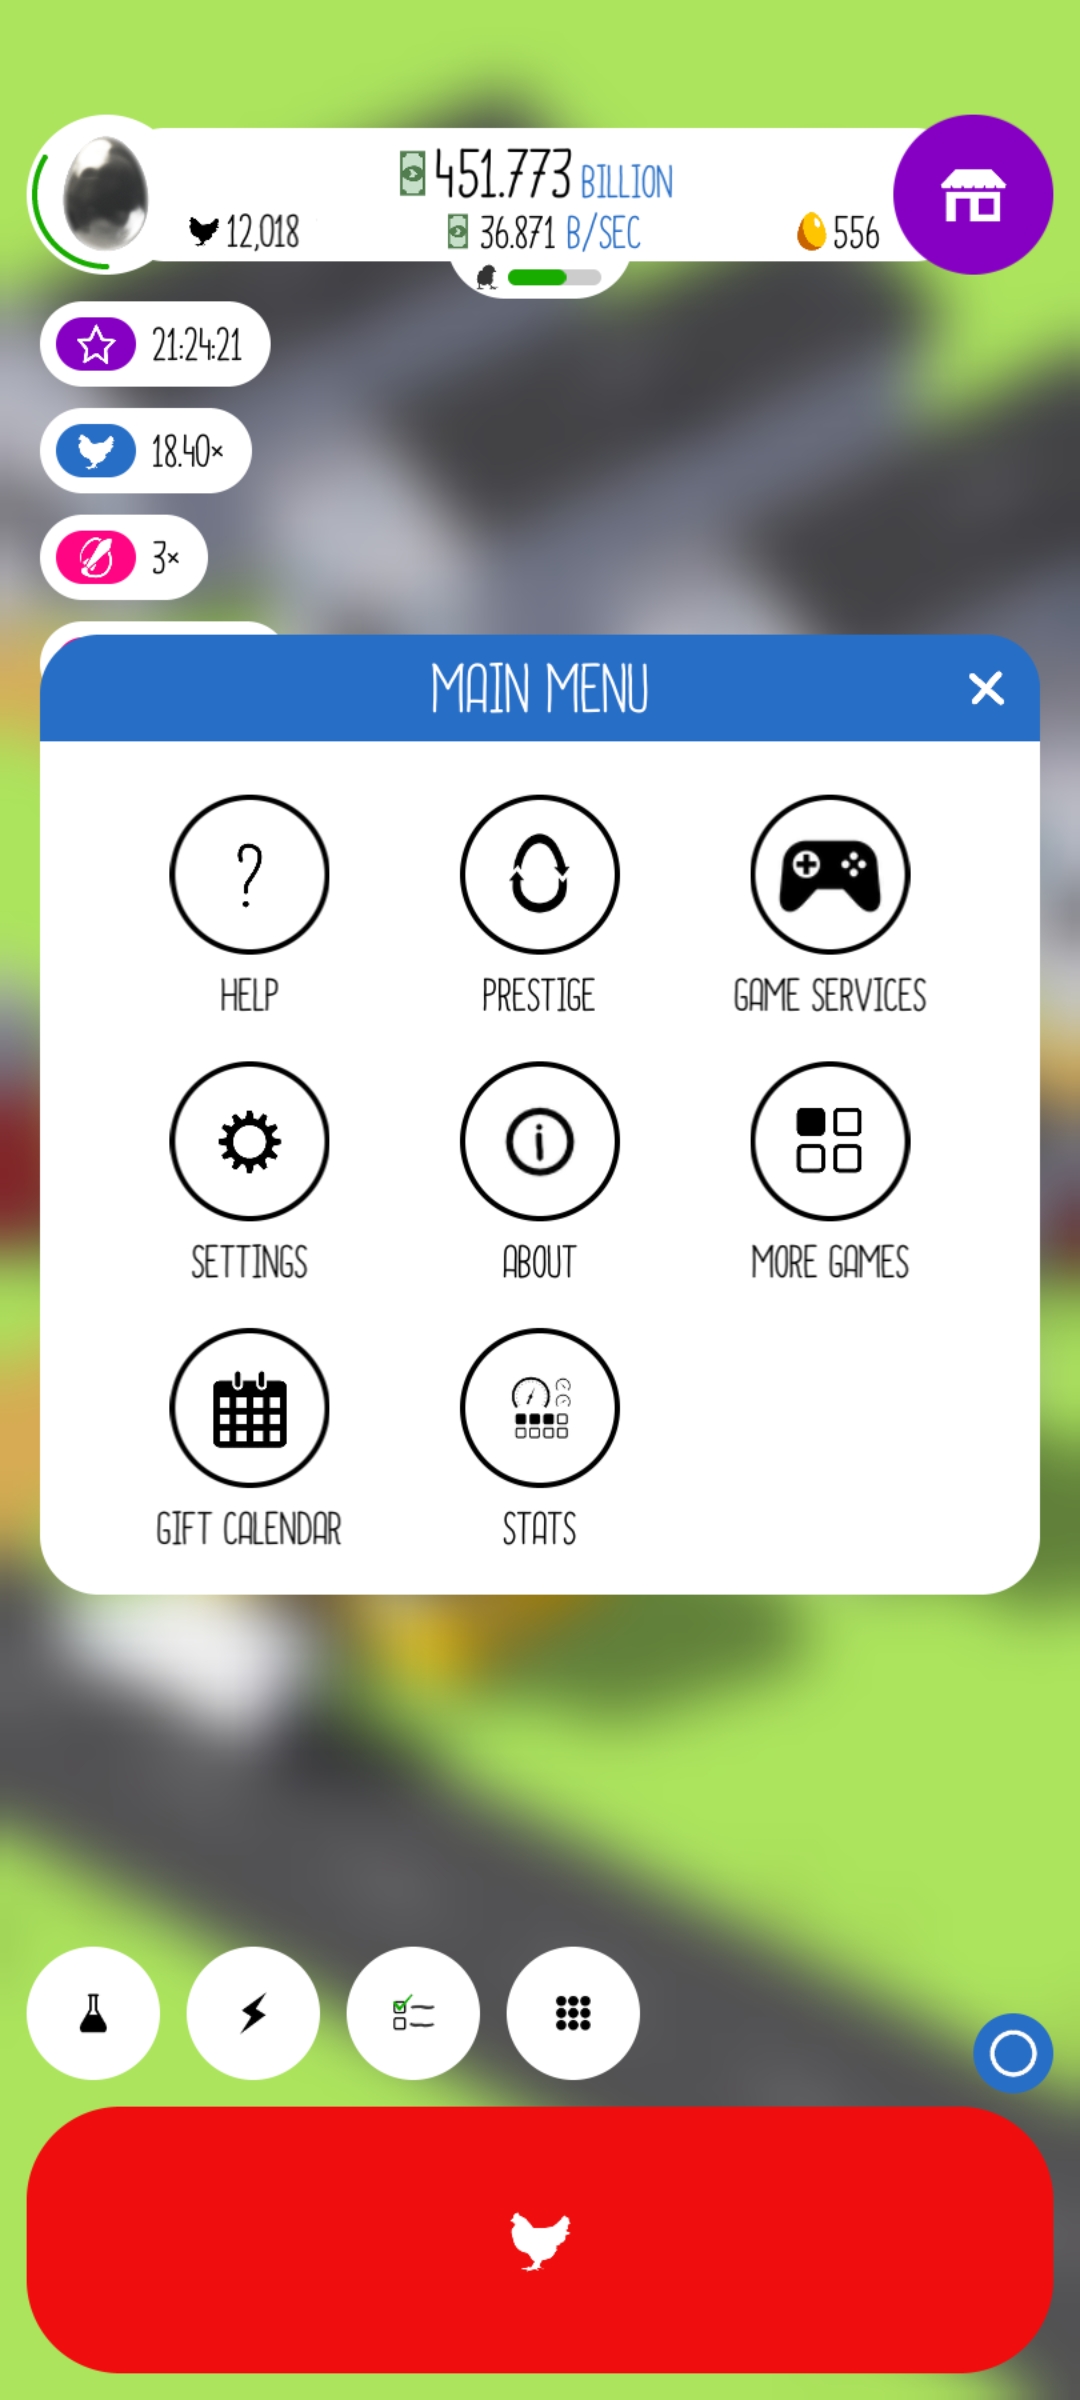 451.773 BILLION
12,018
36.871 B/SEC
556
21:24:21
18.40×
3×
MAIN MENU
?
HELP
PRESTIGE
GAME SERVICES
SETTINGS
ABOUT
MORE GAMES
GIFT CALENDAR
STATS